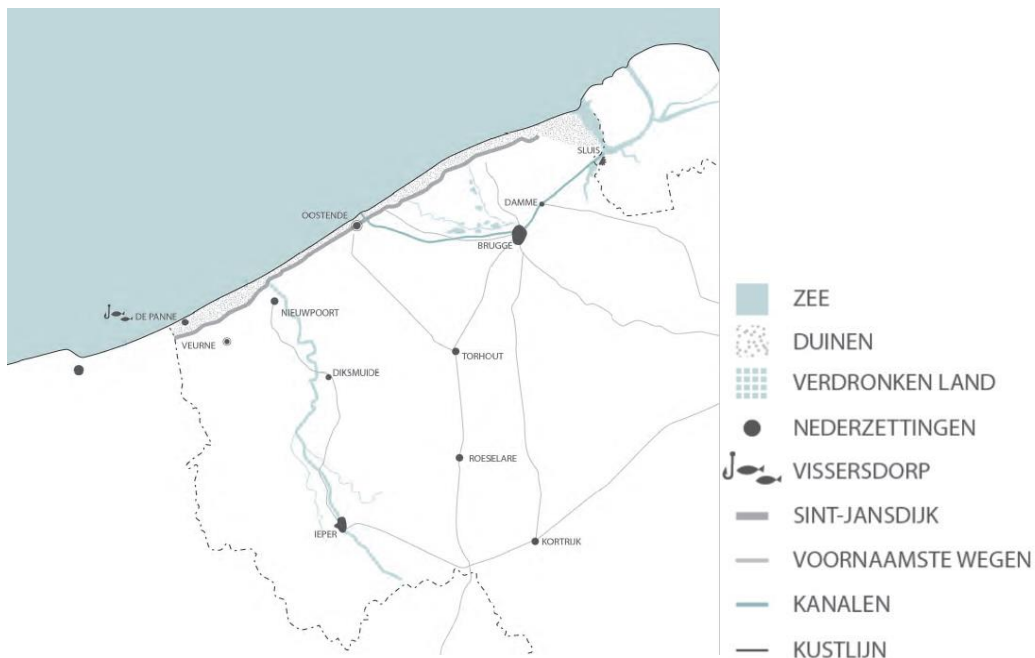 SLUIS
DAMME
OOSTENDE
BRUGGE
NIEUWPOORT
DE PANNE
VEURNE
TORHOUT
DIKSMUIDE
ROESELARE
IEPER
KORTRIJK
ZEE
DUINEN
VERDRONKEN LAND
NEDERZETTINGEN
VISSERSDORP
SINT-JANSDIJK
VOORNAAMSTE WEGEN
KANALEN
KUSTLIJN